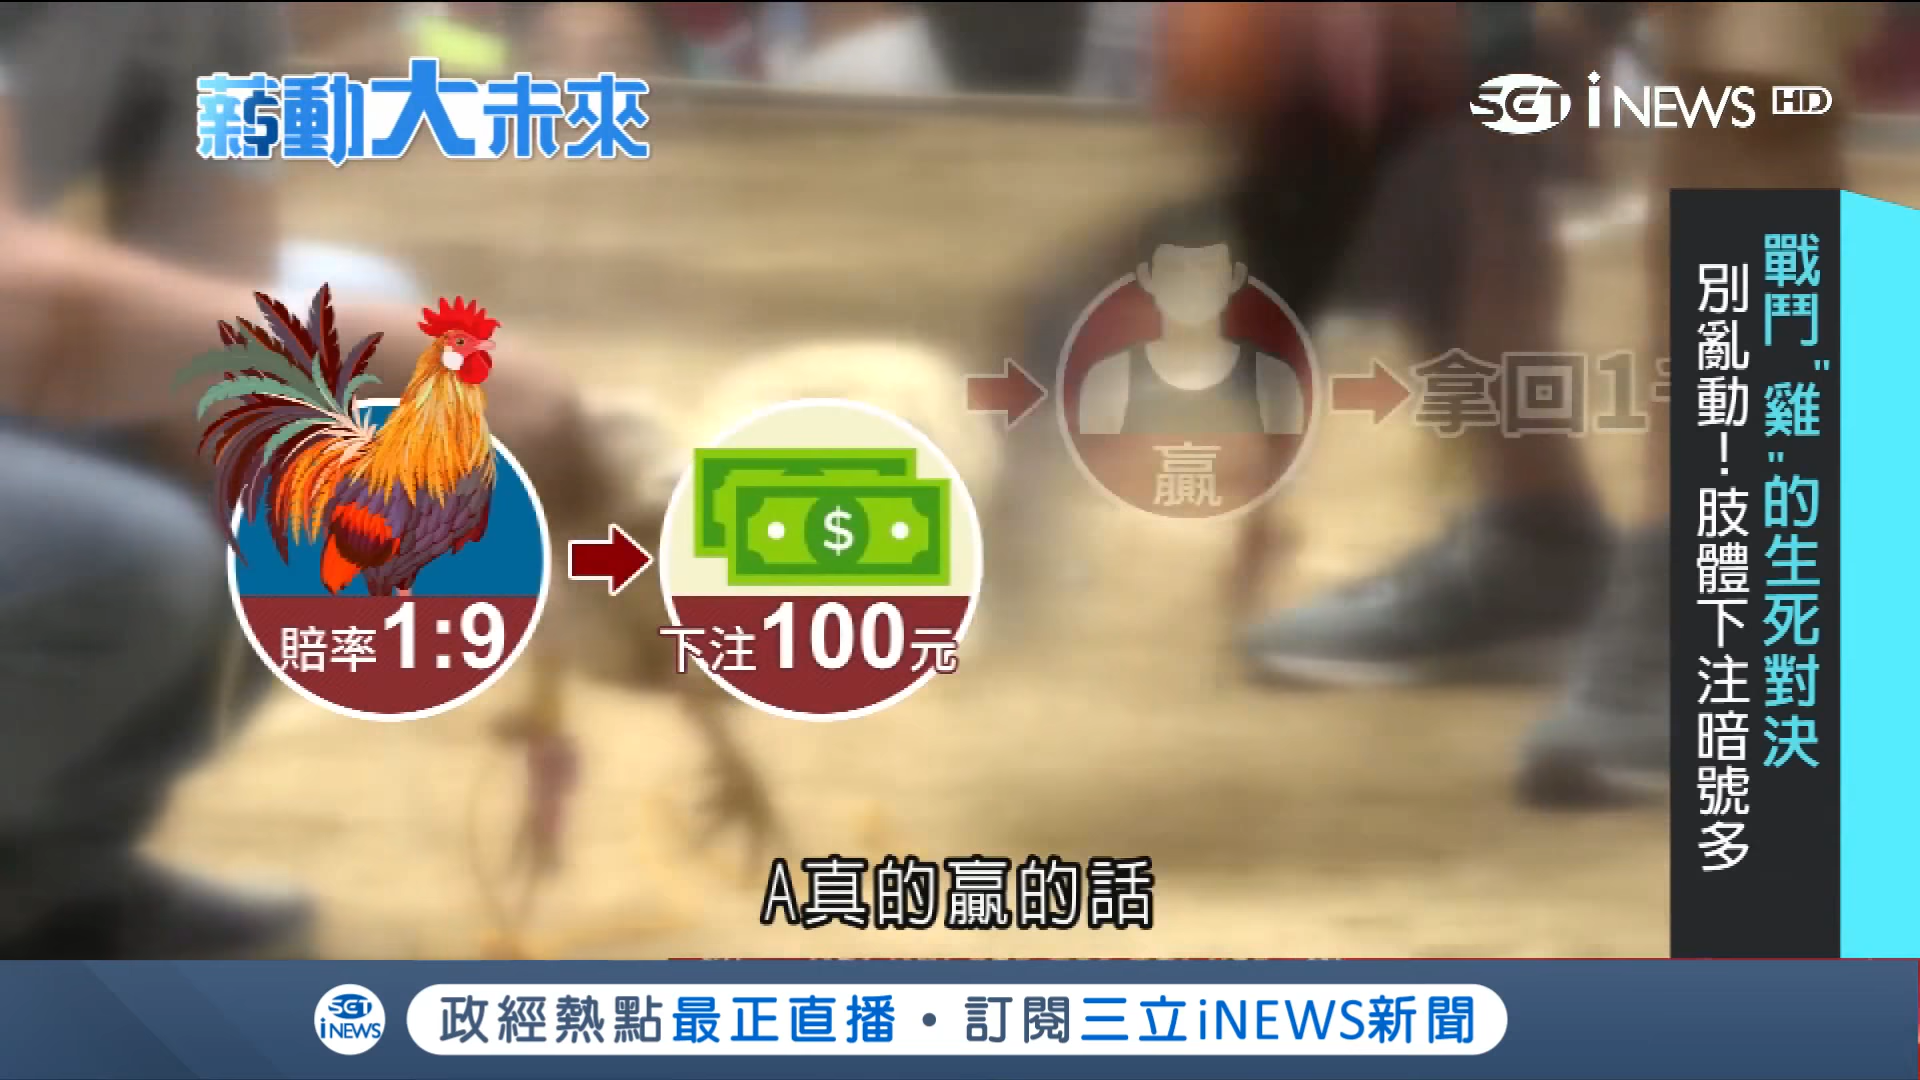 薪動大未來
SET iNEWS HD
戰鬥"雞"的生死對決
別亂動！肢體下注暗號多
贏
拿回1
賠率1:9
下注100元
A真的贏的話
SET iNEWS
政經熱點最正直播·訂閱三立iNEWS新聞